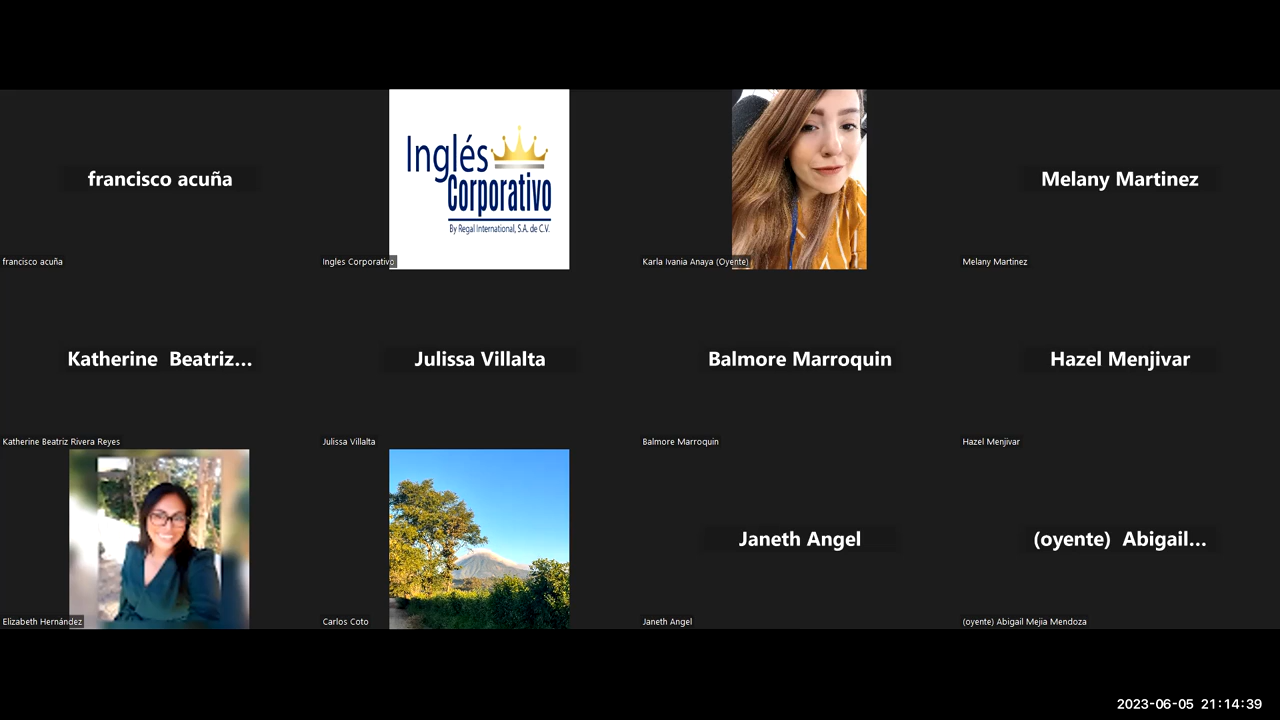 francisco acuña
francisco acuña
Inglés
Corporativo
By Regal International, S.A. de C.V.
Ingles Corporativo
Karla Ivania Anaya (Oyente)
Melany Martinez
Melany Martinez
Katherine Beatriz...
Katherine Beatriz Rivera Reyes
Julissa Villalta
Julissa Villalta
Balmore Marroquin
Balmore Marroquin
Hazel Menjivar
Hazel Menjivar
Elizabeth Hernández
Carlos Coto
Janeth Angel
Janeth Angel
(oyente) Abigail...
(oyente) Abigail Mejia Mendoza
2023-06-05 21:14:39